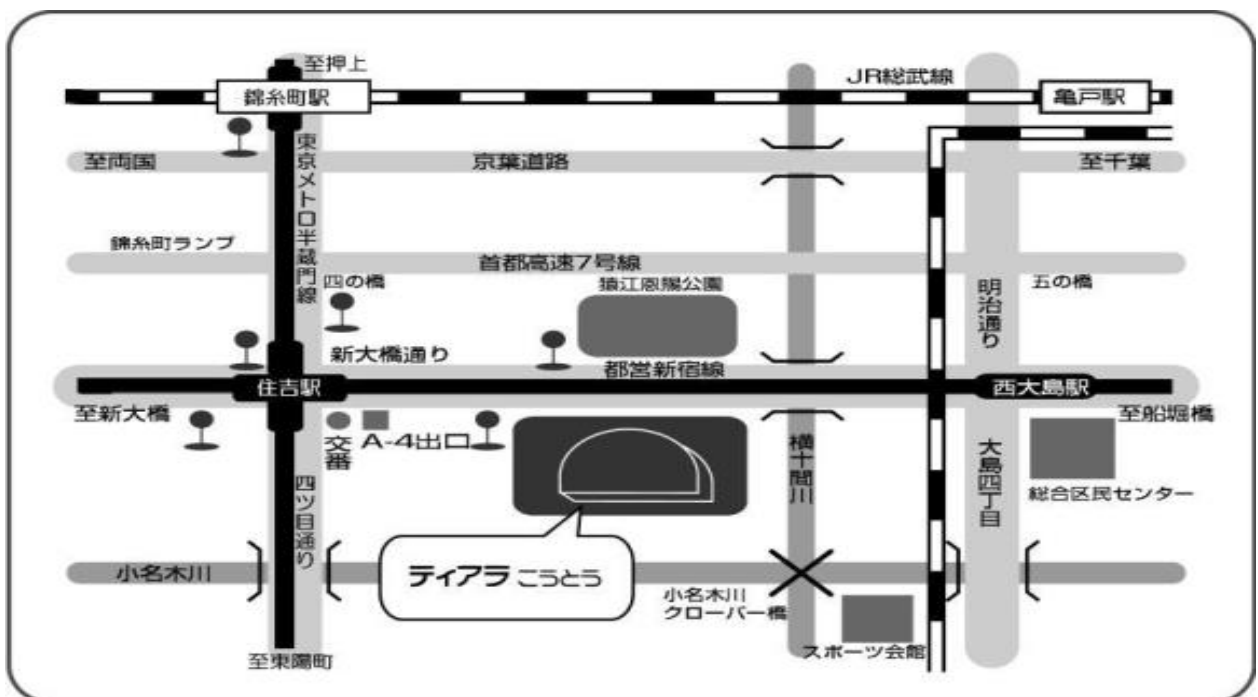 至押上
JR総武線
錦糸町駅
亀戸駅
東京メトロ半蔵門線
至両国
京葉道路
至千葉
錦糸町ランプ
首都高速7号線
四の橋
猿江恩賜公園
明治通り
五の橋
新大橋通り
都営新宿線
住吉駅
西大島駅
至新大橋
至船堀橋
交番
A-4出口
横十間川
大島四丁目
四ツ目通り
総合区民センター
小名木川
ティアラこうとう
小名木川
クローバー橋
スポーツ会館
至東陽町